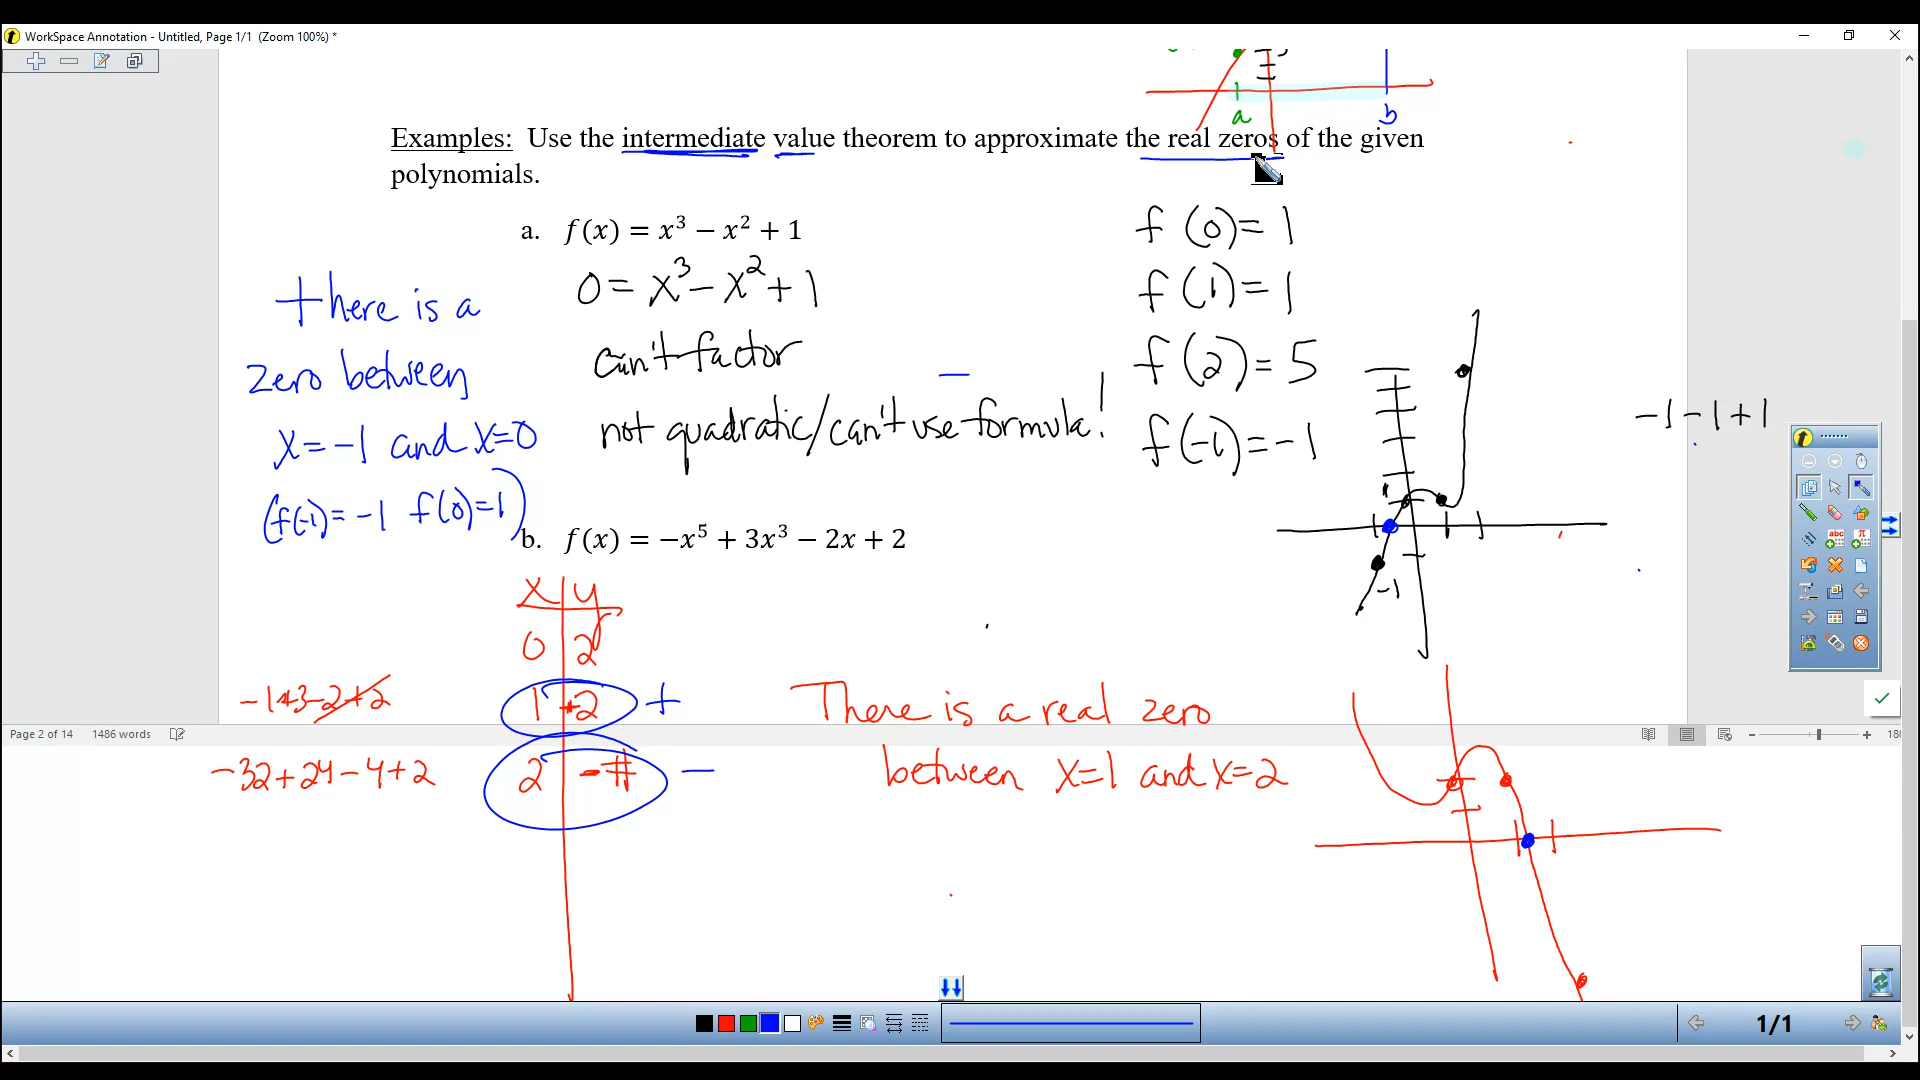 WorkSpace Annotation - Untitled, Page 1/1 (Zoom 100%) *
a b
Examples: Use the intermediate value theorem to approximate the real zeros of the given
polynomials.
a. f(x) = x³ − x² + 1
0 = x³ − x² + 1
can't factor
not quadratic/can't use formula!
f(0) = 1
f(1) = 1
f(2) = 5
f(-1) = -1
-1 - 1 + 1
1
-1
there is a
zero between
x = -1 and x=0
(f(-1) = -1 f(0)=1)
b. f(x) = −x⁵ + 3x³ − 2x + 2
x y
0 2
-1+3-2+2
1 +2 +
-32+24-4+2
2 -# −
There is a real zero
between x=1 and x=2
Page 2 of 14 1486 words
180
abc π
1/1